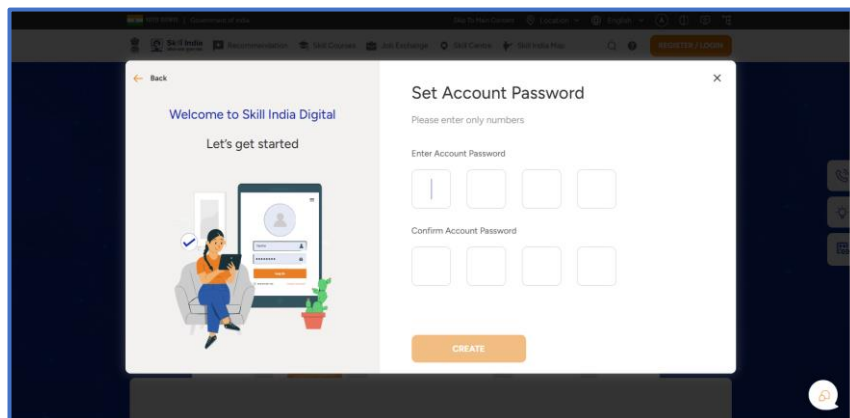 Government of India
Skip To Main Content
Location
English
Skill India
Recommendation
Skill Courses
Job Exchange
Skill Centre
Skill India Map
REGISTER / LOGIN
Back
Welcome to Skill India Digital
Let's get started
Set Account Password
Please enter only numbers
Enter Account Password
Confirm Account Password
CREATE